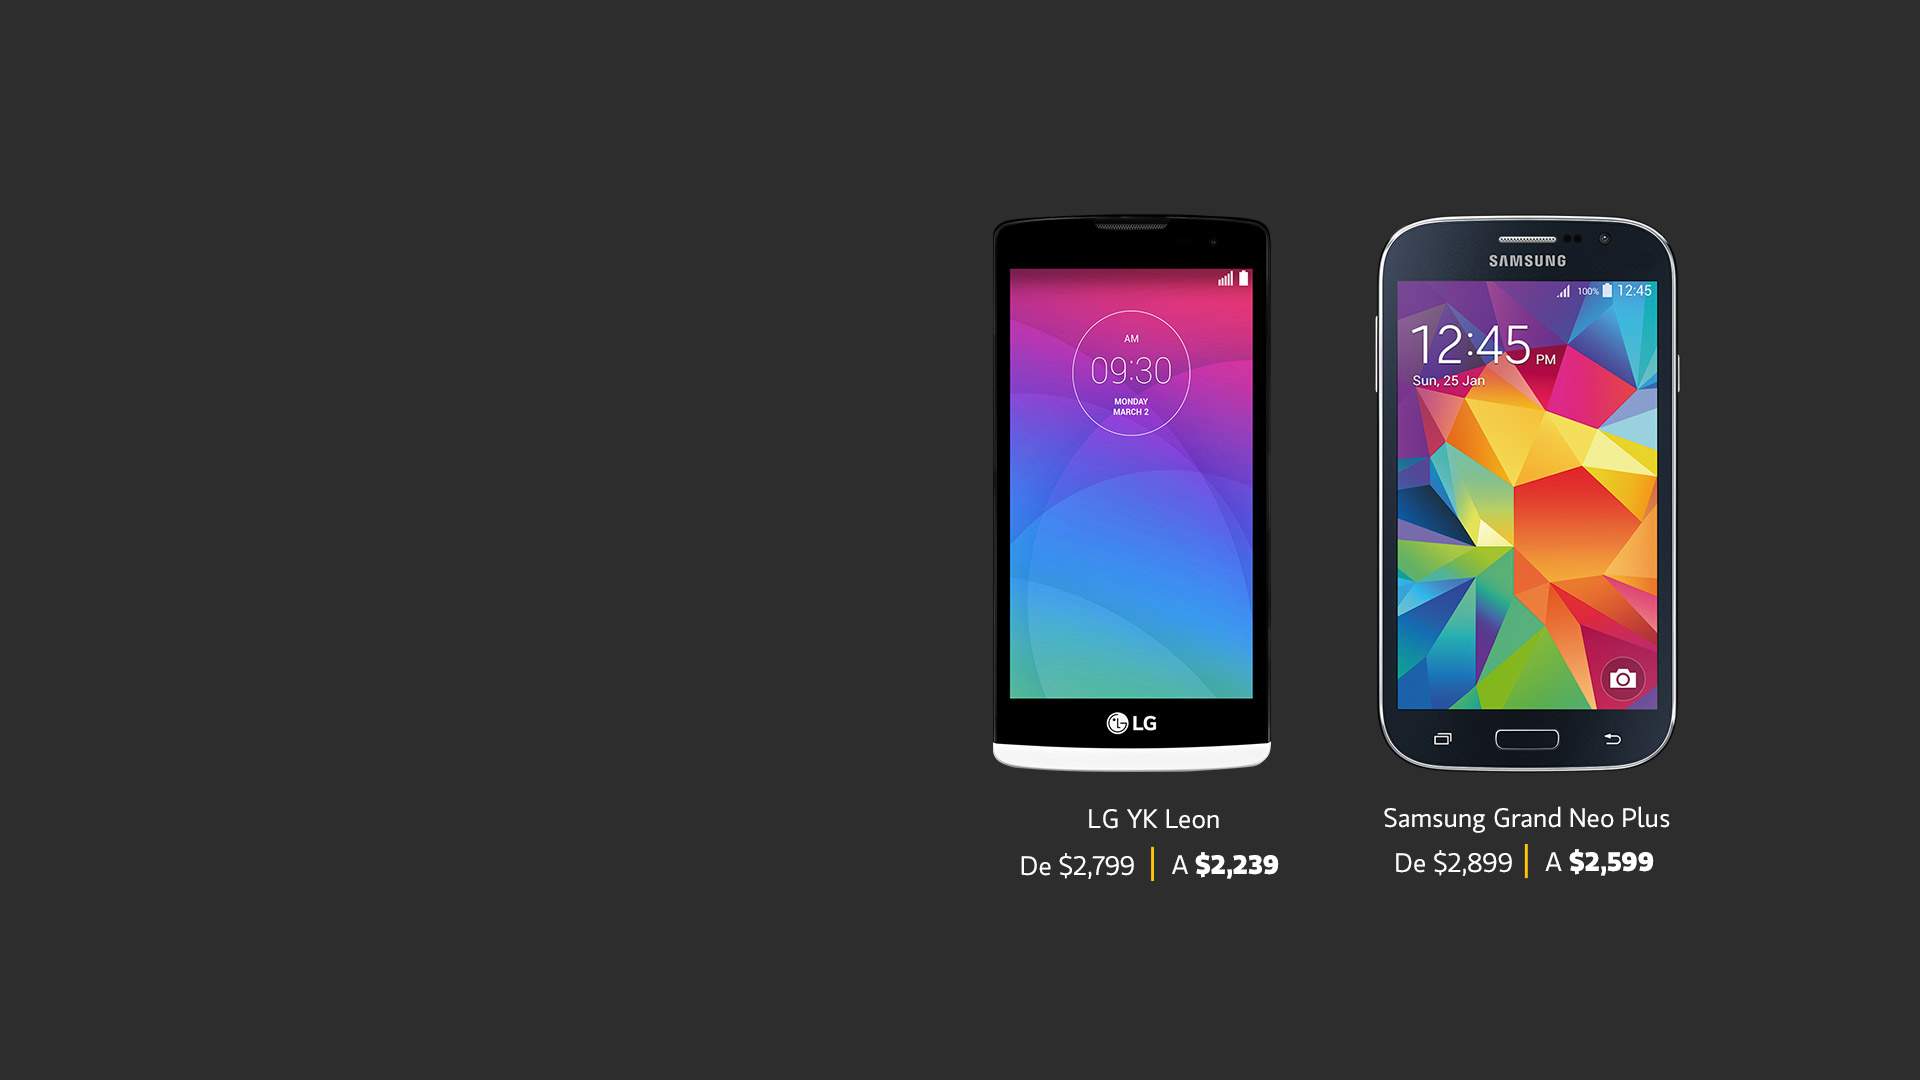 AM
09:30
MONDAY
MARCH 2
LG
LG YK Leon
De $2,799 | A $2,239
SAMSUNG
100% 12:45
12:45 PM
Sun, 25 Jan
Samsung Grand Neo Plus
De $2,899 | A $2,599